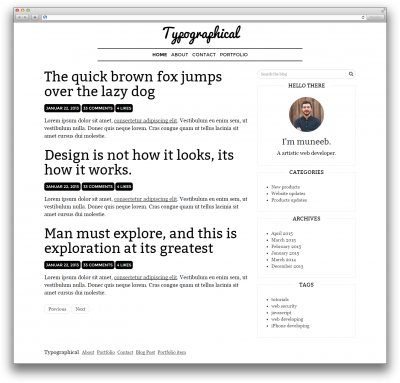 Typographical
HOME ABOUT CONTACT PORTFOLIO
The quick brown fox jumps
over the lazy dog
JANUAR 22, 2015 33 COMMENTS 4 LIKES
Lorem ipsum dolor sit amet, consectetur adipiscing elit. Vestibulum eu enim sem, ut
vestibulum nulla. Donec quis neque lorem. Cras congue quam ut tellus lacinia sit
amet cursus dui molestie.
Design is not how it looks, its
how it works.
JANUAR 22, 2015 33 COMMENTS 4 LIKES
Lorem ipsum dolor sit amet, consectetur adipiscing elit. Vestibulum eu enim sem, ut
vestibulum nulla. Donec quis neque lorem. Cras congue quam ut tellus lacinia sit
amet cursus dui molestie.
Man must explore, and this is
exploration at its greatest
JANUAR 22, 2015 33 COMMENTS 4 LIKES
Lorem ipsum dolor sit amet, consectetur adipiscing elit. Vestibulum eu enim sem, ut
vestibulum nulla. Donec quis neque lorem. Cras congue quam ut tellus lacinia sit
amet cursus dui molestie.
Previous Next
Search the blog
HELLO THERE
I'm muneeb.
A artistic web developer.
CATEGORIES
New products
Website updates
Products updates
ARCHIVES
April 2015
March 2015
February 2015
January 2015
March 2014
December 2013
TAGS
tutorials
web security
javascript
web developing
iPhone developing
Typographical About Portfolio Contact Blog Post Portfolio item